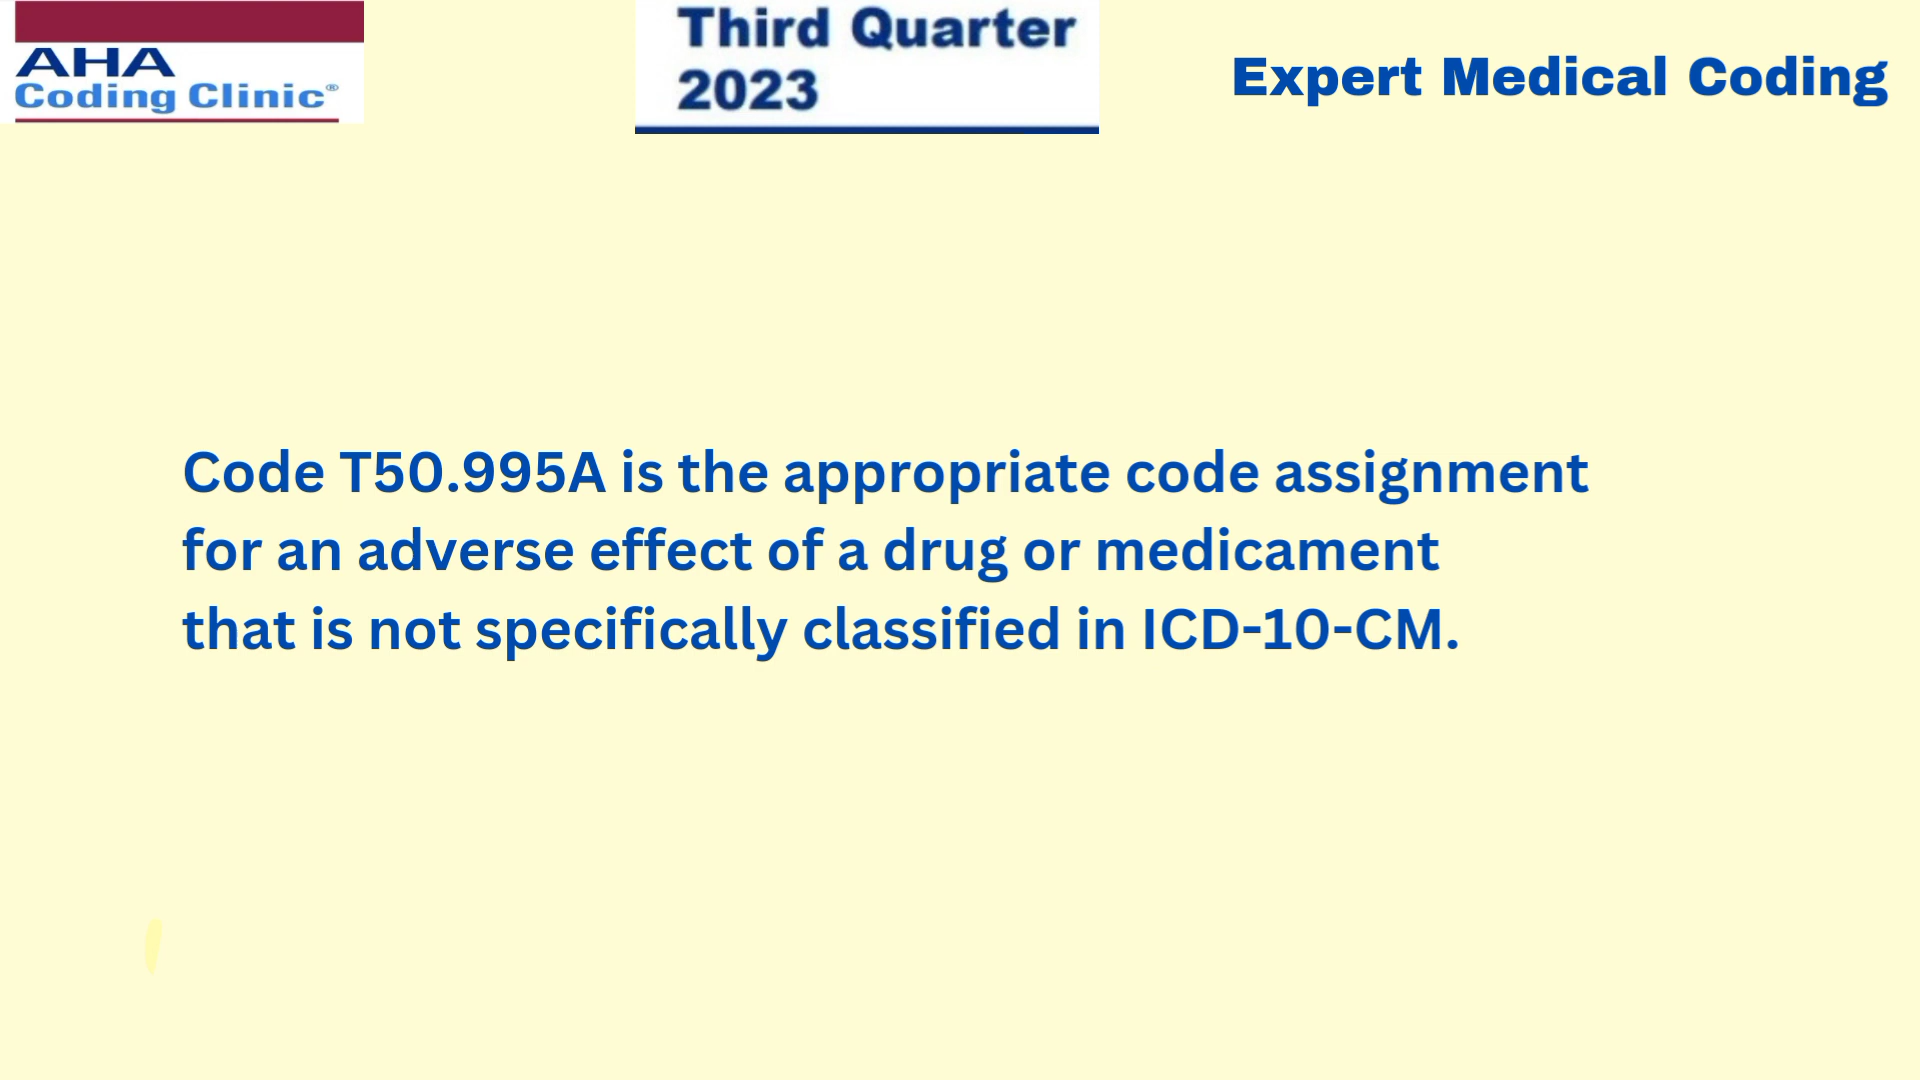 AHA
Coding Clinic®
Third Quarter
2023
Expert Medical Coding
Code T50.995A is the appropriate code assignment
for an adverse effect of a drug or medicament
that is not specifically classified in ICD-10-CM.